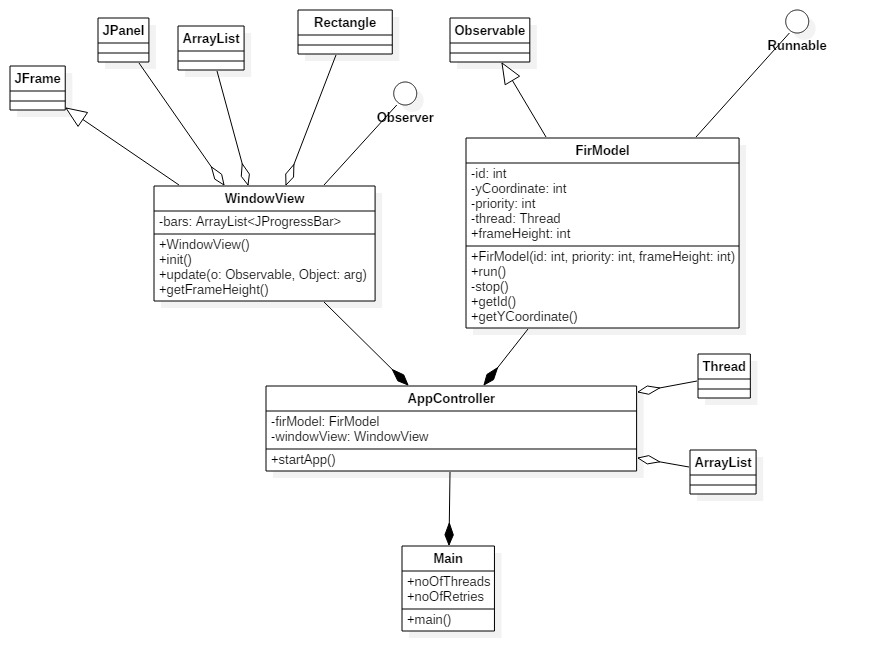 JFrame
JPanel
ArrayList
Rectangle
Observer
Observable
Runnable
WindowView
-bars: ArrayList<JProgressBar>
+WindowView()
+init()
+update(o: Observable, Object: arg)
+getFrameHeight()
FirModel
-id: int
-yCoordinate: int
-priority: int
-thread: Thread
+frameHeight: int
+FirModel(id: int, priority: int, frameHeight: int)
+run()
-stop()
+getId()
+getYCoordinate()
AppController
-firModel: FirModel
-windowView: WindowView
+startApp()
Thread
ArrayList
Main
+noOfThreads
+noOfRetries
+main()